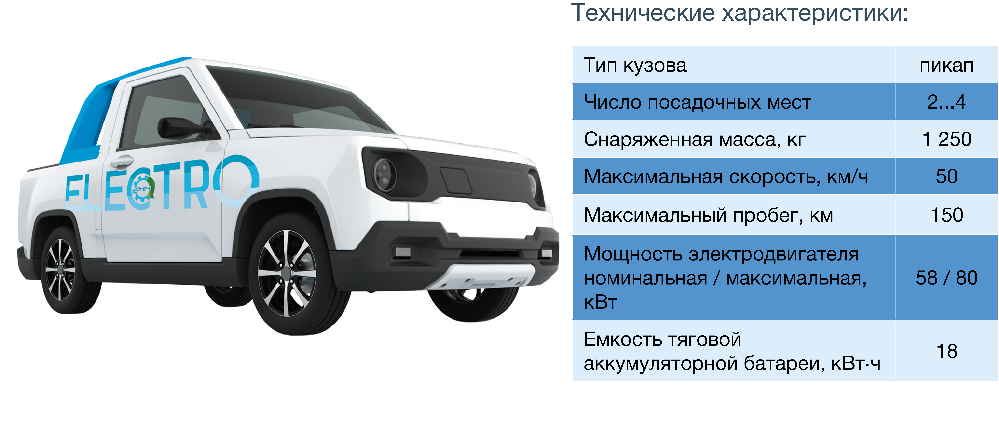 Технические характеристики:
Тип кузова пикап
Число посадочных мест 2...4
Снаряженная масса, кг 1 250
Максимальная скорость, км/ч 50
Максимальный пробег, км 150
Мощность электродвигателя
номинальная / максимальная, 58 / 80
кВт
Емкость тяговой
аккумуляторной батареи, кВт·ч 18
ELECTRO
ОИМ